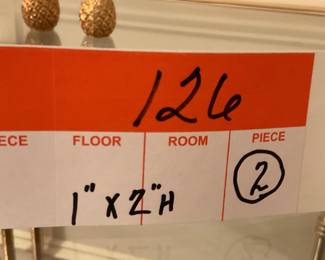 126
ECE FLOOR ROOM PIECE
1" x 2" H 2